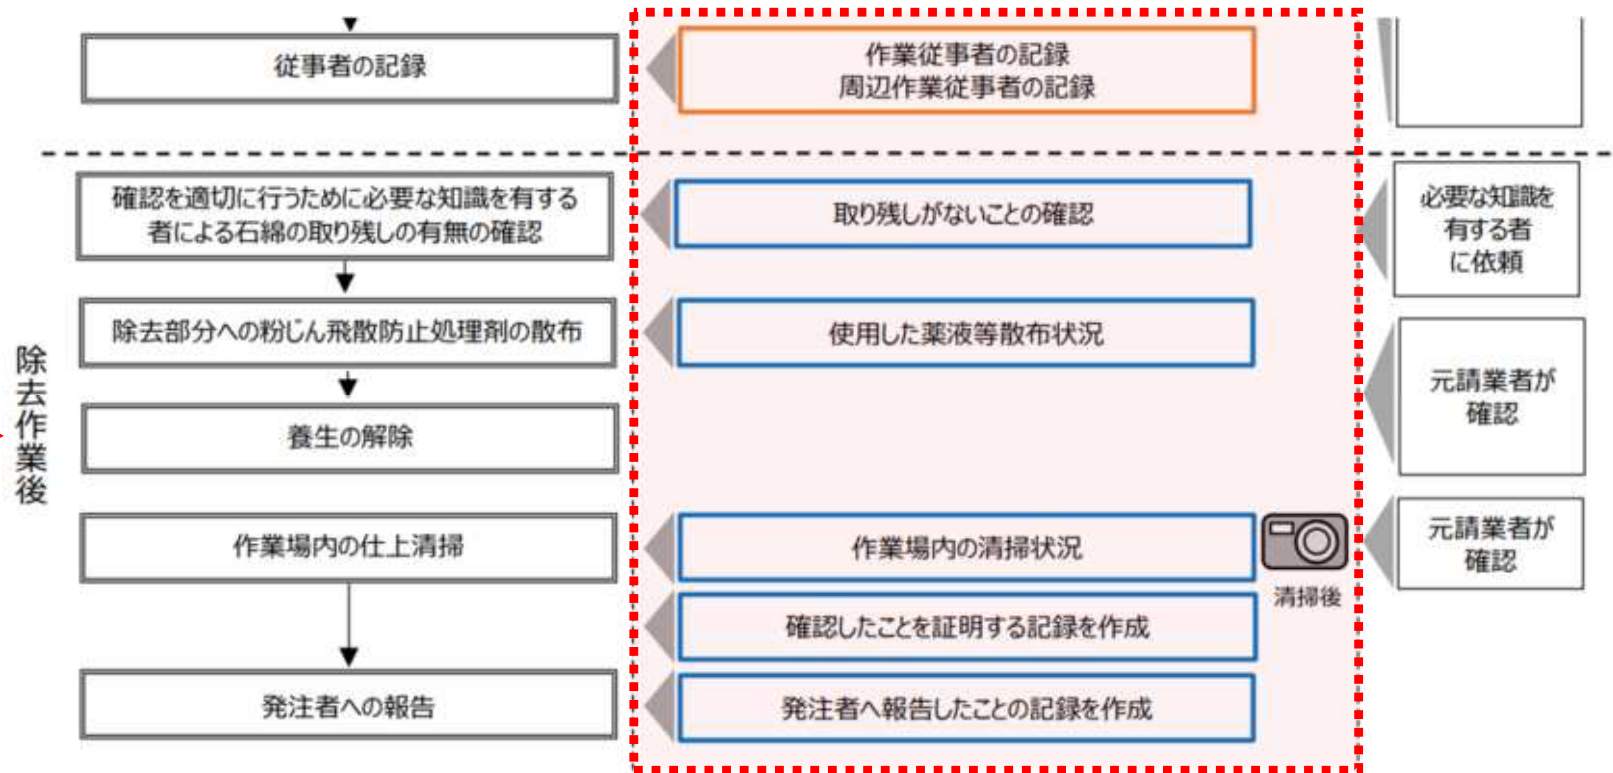 従事者の記録
作業従事者の記録
周辺作業従事者の記録
除去作業後
確認を適切に行うために必要な知識を有する
者による石綿の取り残しの有無の確認
取り残しがないことの確認
必要な知識を
有する者
に依頼
除去部分への粉じん飛散防止処理剤の散布
使用した薬液等散布状況
元請業者が
確認
養生の解除
作業場内の仕上清掃
作業場内の清掃状況
清掃後
元請業者が
確認
確認したことを証明する記録を作成
発注者への報告
発注者へ報告したことの記録を作成